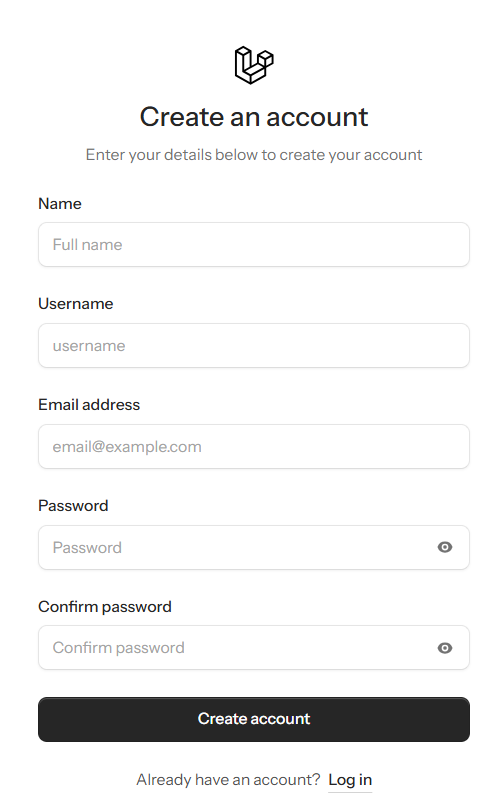 Create an account
Enter your details below to create your account
Name
Full name
Username
username
Email address
email@example.com
Password
Password
Confirm password
Confirm password
Create account
Already have an account? Log in